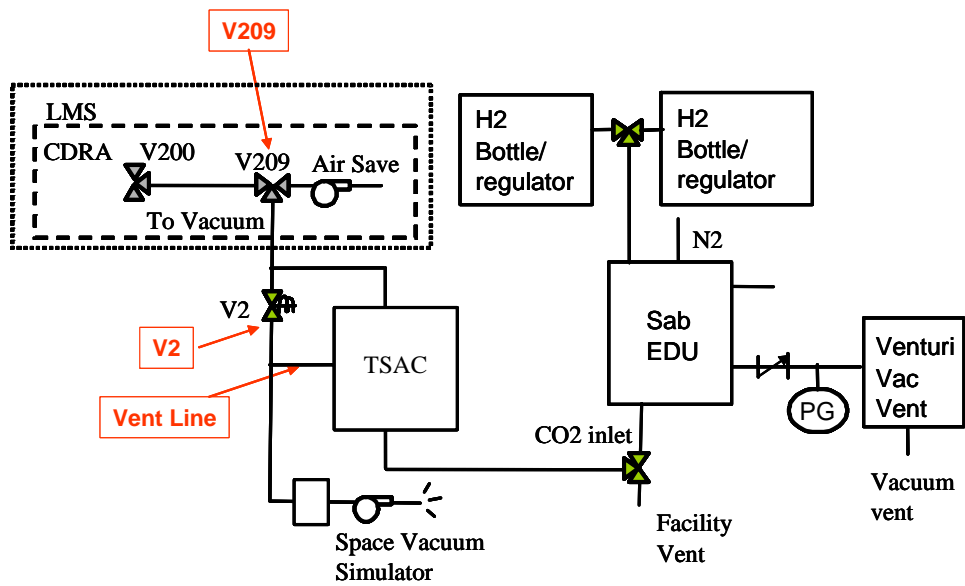 V209
LMS
CDRA
V200
V209
Air Save
To Vacuum
H2
Bottle/
regulator
H2
Bottle/
regulator
N2
V2
V2
TSAC
Sab
EDU
Venturi
Vac
Vent
PG
Vent Line
CO2 inlet
Vacuum
vent
Facility
Vent
Space Vacuum
Simulator